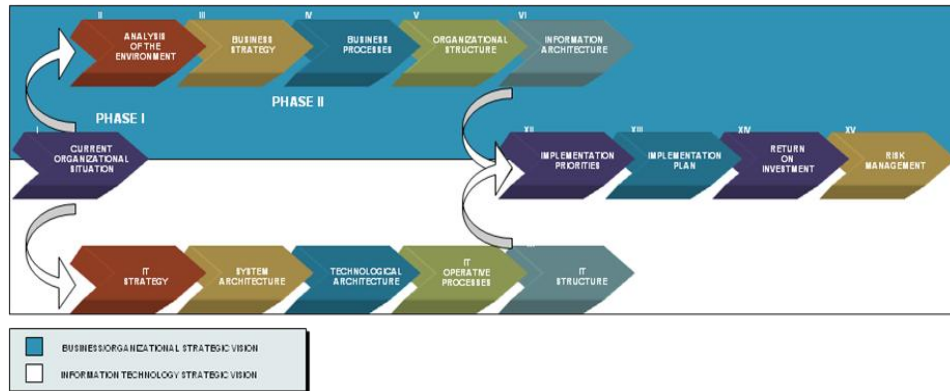 II
III
IV
V
VI
ANALYSIS
OF THE
ENVIRONMENT
BUSINESS
STRATEGY
BUSINESS
PROCESSES
ORGANIZATIONAL
STRUCTURE
INFORMATION
ARCHITECTURE
PHASE II
PHASE I
I
CURRENT
ORGANIZATIONAL
SITUATION
XII
XIII
XIV
XV
IMPLEMENTATION
PRIORITIES
IMPLEMENTATION
PLAN
RETURN
ON
INVESTMENT
RISK
MANAGEMENT
IT
STRATEGY
SYSTEM
ARCHITECTURE
TECHNOLOGICAL
ARCHITECTURE
IT
OPERATIVE
PROCESSES
IT
STRUCTURE
BUSINESS/ORGANIZATIONAL STRATEGIC VISION
INFORMATION TECHNOLOGY STRATEGIC VISION